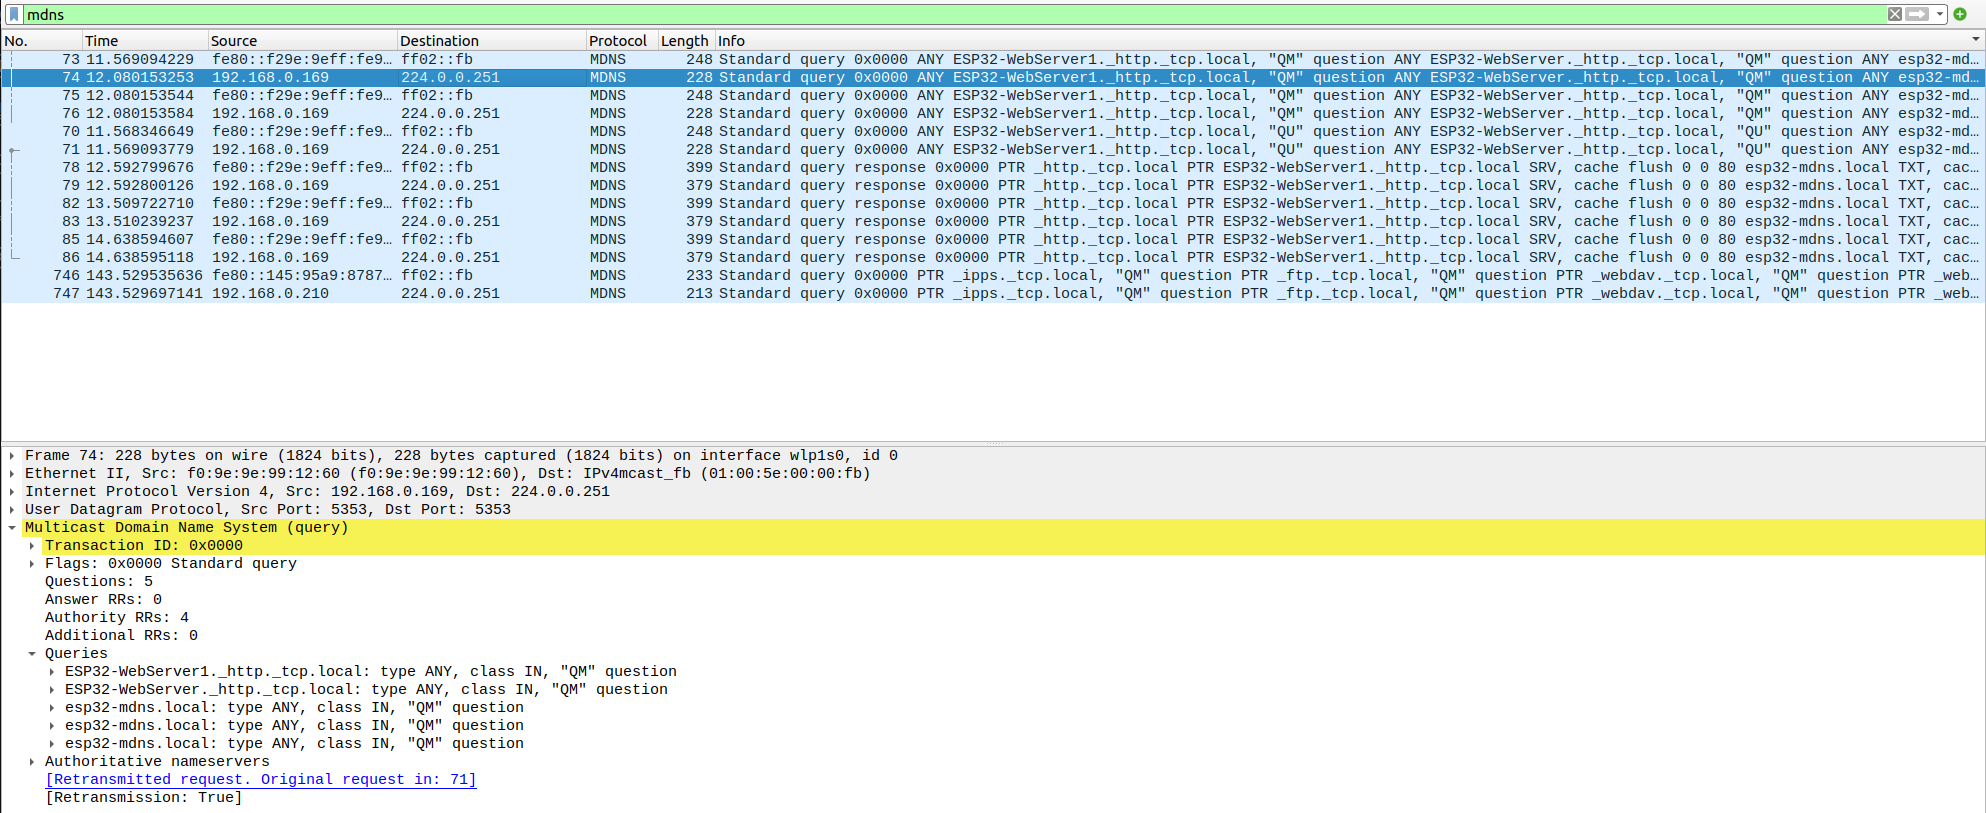 mdns
No. Time Source Destination Protocol Length Info
73 11.569094229 fe80::f29e:9eff:fe9… ff02::fb MDNS 248 Standard query 0x0000 ANY ESP32-WebServer1._http._tcp.local, "QM" question ANY ESP32-WebServer._http._tcp.local, "QM" question ANY esp32-md…
74 12.080153253 192.168.0.169 224.0.0.251 MDNS 228 Standard query 0x0000 ANY ESP32-WebServer1._http._tcp.local, "QM" question ANY ESP32-WebServer._http._tcp.local, "QM" question ANY esp32-md…
75 12.080153544 fe80::f29e:9eff:fe9… ff02::fb MDNS 248 Standard query 0x0000 ANY ESP32-WebServer1._http._tcp.local, "QM" question ANY ESP32-WebServer._http._tcp.local, "QM" question ANY esp32-md…
76 12.080153584 192.168.0.169 224.0.0.251 MDNS 228 Standard query 0x0000 ANY ESP32-WebServer1._http._tcp.local, "QM" question ANY ESP32-WebServer._http._tcp.local, "QM" question ANY esp32-md…
70 11.568346649 fe80::f29e:9eff:fe9… ff02::fb MDNS 248 Standard query 0x0000 ANY ESP32-WebServer1._http._tcp.local, "QU" question ANY ESP32-WebServer._http._tcp.local, "QU" question ANY esp32-md…
71 11.569093779 192.168.0.169 224.0.0.251 MDNS 228 Standard query 0x0000 ANY ESP32-WebServer1._http._tcp.local, "QU" question ANY ESP32-WebServer._http._tcp.local, "QU" question ANY esp32-md…
78 12.592799676 fe80::f29e:9eff:fe9… ff02::fb MDNS 399 Standard query response 0x0000 PTR _http._tcp.local PTR ESP32-WebServer1._http._tcp.local SRV, cache flush 0 0 80 esp32-mdns.local TXT, cac…
79 12.592800126 192.168.0.169 224.0.0.251 MDNS 379 Standard query response 0x0000 PTR _http._tcp.local PTR ESP32-WebServer1._http._tcp.local SRV, cache flush 0 0 80 esp32-mdns.local TXT, cac…
82 13.509722710 fe80::f29e:9eff:fe9… ff02::fb MDNS 399 Standard query response 0x0000 PTR _http._tcp.local PTR ESP32-WebServer1._http._tcp.local SRV, cache flush 0 0 80 esp32-mdns.local TXT, cac…
83 13.510239237 192.168.0.169 224.0.0.251 MDNS 379 Standard query response 0x0000 PTR _http._tcp.local PTR ESP32-WebServer1._http._tcp.local SRV, cache flush 0 0 80 esp32-mdns.local TXT, cac…
85 14.638594607 fe80::f29e:9eff:fe9… ff02::fb MDNS 399 Standard query response 0x0000 PTR _http._tcp.local PTR ESP32-WebServer1._http._tcp.local SRV, cache flush 0 0 80 esp32-mdns.local TXT, cac…
86 14.638595118 192.168.0.169 224.0.0.251 MDNS 379 Standard query response 0x0000 PTR _http._tcp.local PTR ESP32-WebServer1._http._tcp.local SRV, cache flush 0 0 80 esp32-mdns.local TXT, cac…
746 143.529535636 fe80::145:95a9:8787… ff02::fb MDNS 233 Standard query 0x0000 PTR _ipps._tcp.local, "QM" question PTR _ftp._tcp.local, "QM" question PTR _webdav._tcp.local, "QM" question PTR _web…
747 143.529697141 192.168.0.210 224.0.0.251 MDNS 213 Standard query 0x0000 PTR _ipps._tcp.local, "QM" question PTR _ftp._tcp.local, "QM" question PTR _webdav._tcp.local, "QM" question PTR _web…
Frame 74: 228 bytes on wire (1824 bits), 228 bytes captured (1824 bits) on interface wlp1s0, id 0
Ethernet II, Src: f0:9e:9e:99:12:60 (f0:9e:9e:99:12:60), Dst: IPv4mcast_fb (01:00:5e:00:00:fb)
Internet Protocol Version 4, Src: 192.168.0.169, Dst: 224.0.0.251
User Datagram Protocol, Src Port: 5353, Dst Port: 5353
Multicast Domain Name System (query)
Transaction ID: 0x0000
Flags: 0x0000 Standard query
Questions: 5
Answer RRs: 0
Authority RRs: 4
Additional RRs: 0
Queries
ESP32-WebServer1._http._tcp.local: type ANY, class IN, "QM" question
ESP32-WebServer._http._tcp.local: type ANY, class IN, "QM" question
esp32-mdns.local: type ANY, class IN, "QM" question
esp32-mdns.local: type ANY, class IN, "QM" question
esp32-mdns.local: type ANY, class IN, "QM" question
Authoritative nameservers
[Retransmitted request. Original request in: 71]
[Retransmission: True]